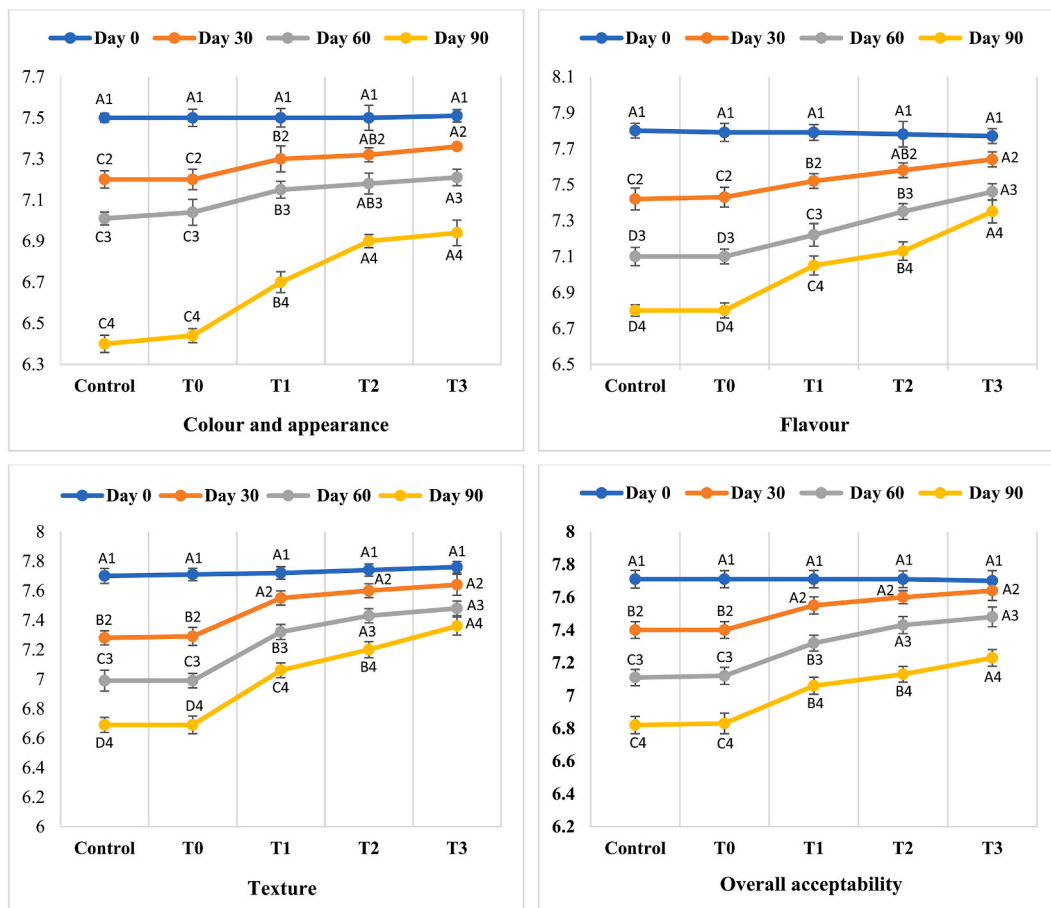 Day 0 Day 30 Day 60 Day 90
7.7
7.5
7.3
7.1
6.9
6.7
6.5
6.3
A1 A1 A1 A1 A1
C2 C2 B2 AB2 A2
C3 C3 B3 AB3 A3
C4 C4 B4 A4 A4
Control T0 T1 T2 T3
Colour and appearance
Day 0 Day 30 Day 60 Day 90
8.1
7.9
7.7
7.5
7.3
7.1
6.9
6.7
6.5
A1 A1 A1 A1 A1
C2 C2 B2 AB2 A2
D3 D3 C3 B3 A3
D4 D4 C4 B4 A4
Control T0 T1 T2 T3
Flavour
Day 0 Day 30 Day 60 Day 90
8
7.8
7.6
7.4
7.2
7
6.8
6.6
6.4
6.2
6
A1 A1 A1 A1 A1
B2 B2 A2 A2 A2
C3 C3 B3 A3 A3
D4 D4 C4 B4 A4
Control T0 T1 T2 T3
Texture
Day 0 Day 30 Day 60 Day 90
8
7.8
7.6
7.4
7.2
7
6.8
6.6
6.4
6.2
A1 A1 A1 A1 A1
B2 B2 A2 A2 A2
C3 C3 B3 A3 A3
C4 C4 B4 B4 A4
Control T0 T1 T2 T3
Overall acceptability